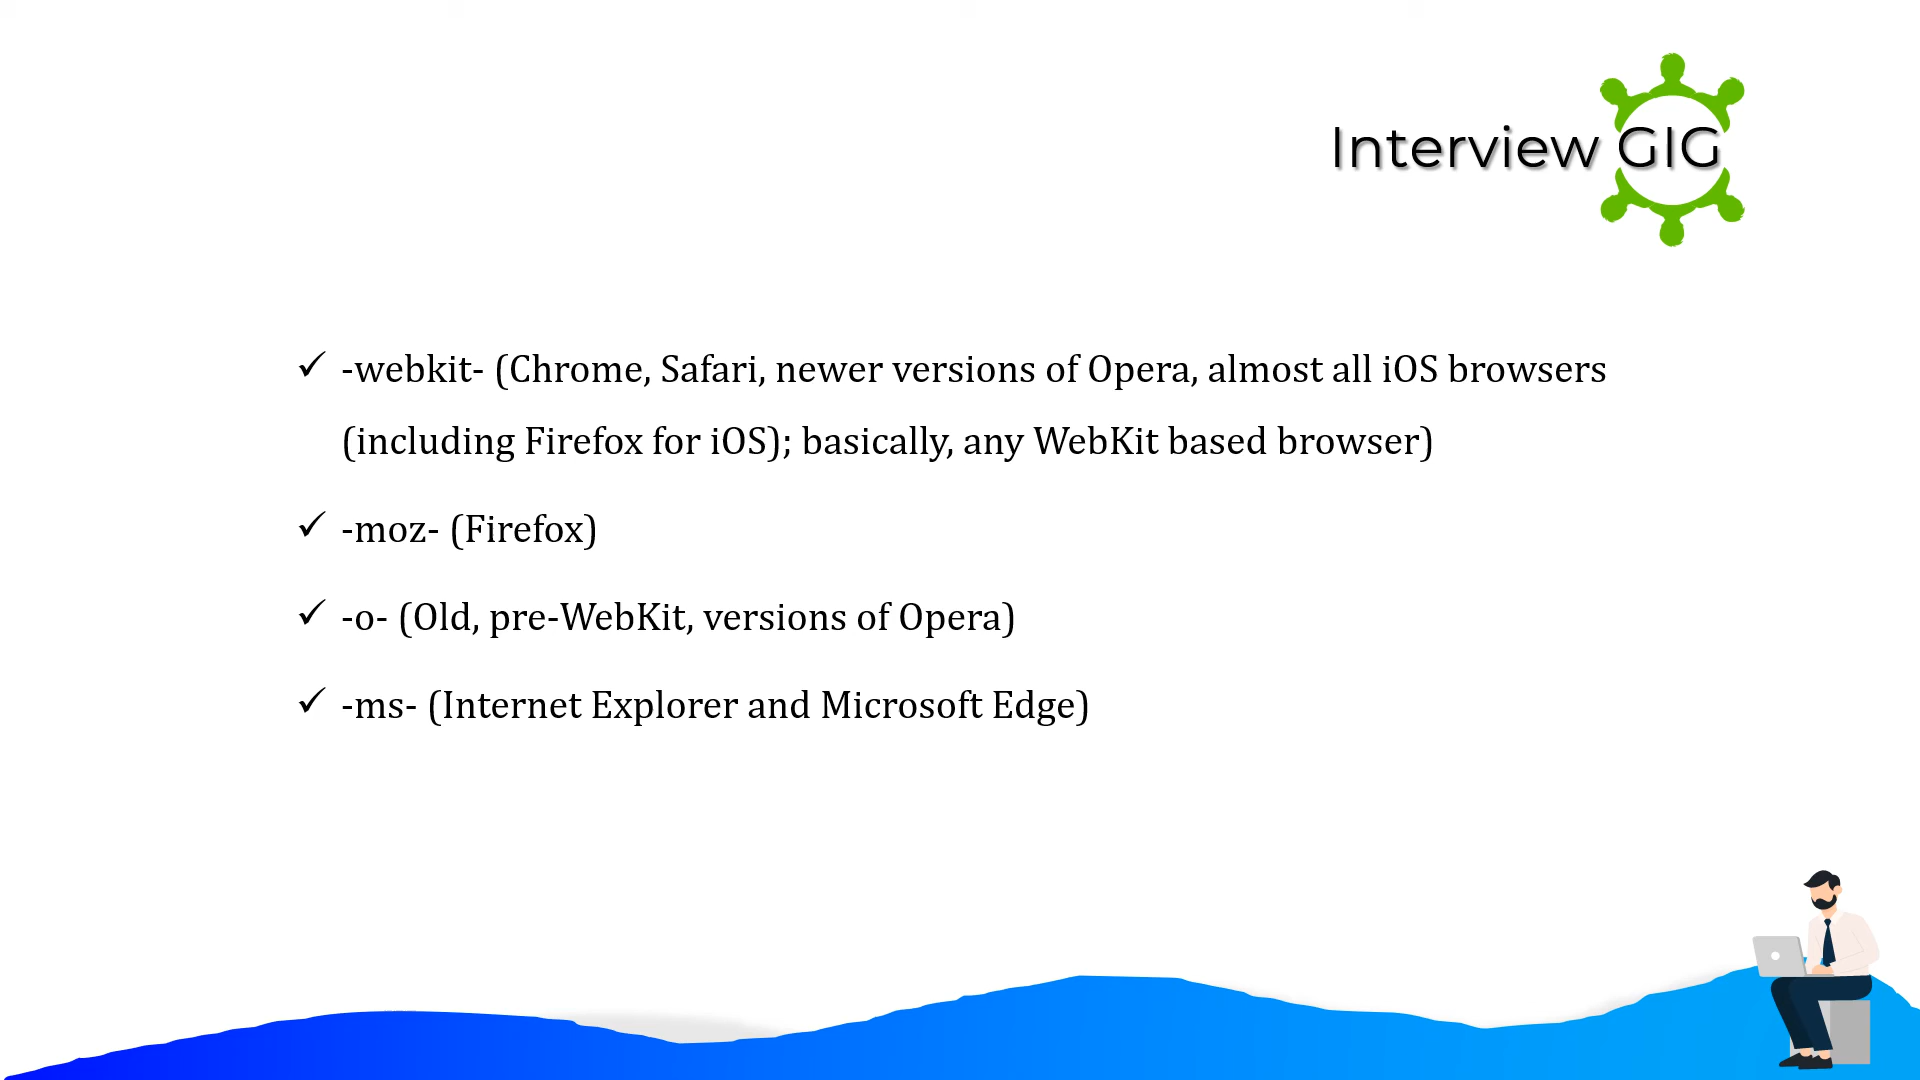 Interview GIG
-webkit- (Chrome, Safari, newer versions of Opera, almost all iOS browsers
(including Firefox for iOS); basically, any WebKit based browser)
-moz- (Firefox)
-o- (Old, pre-WebKit, versions of Opera)
-ms- (Internet Explorer and Microsoft Edge)